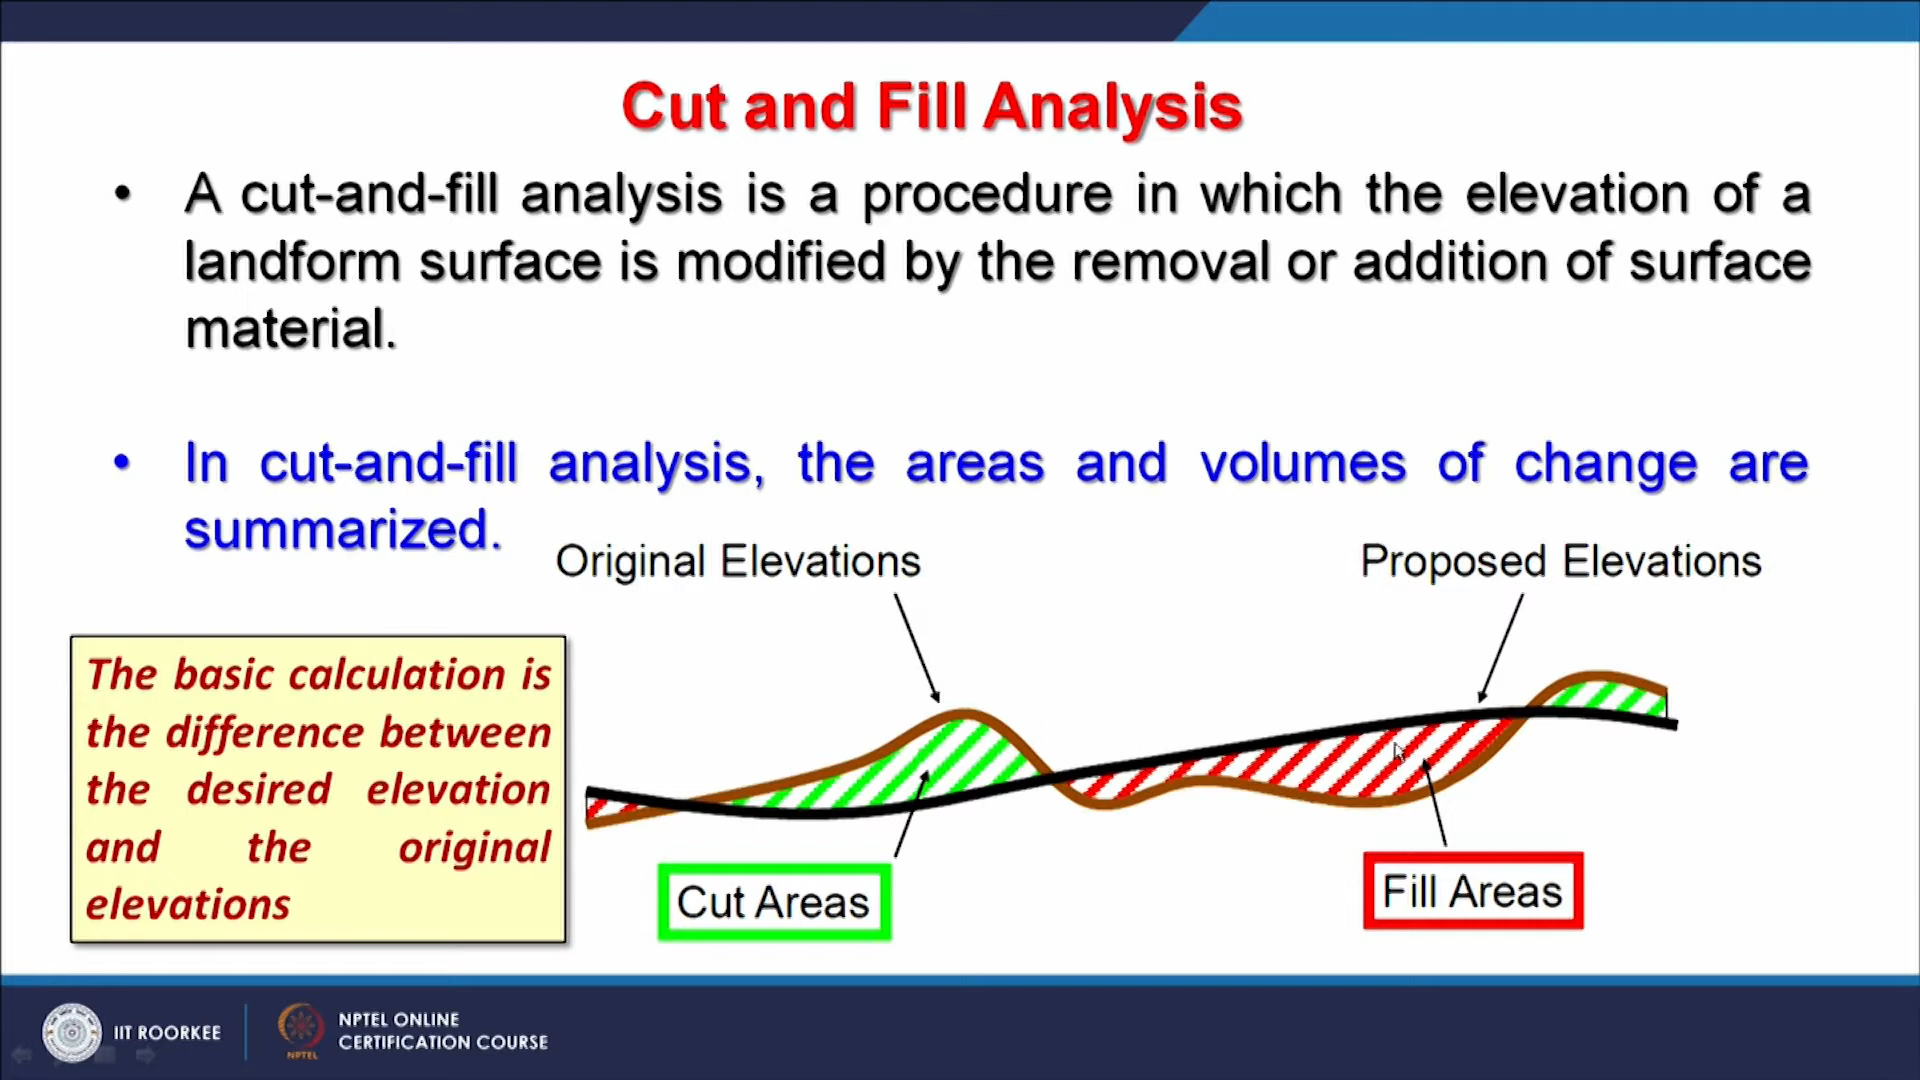 Cut and Fill Analysis
• A cut-and-fill analysis is a procedure in which the elevation of a
landform surface is modified by the removal or addition of surface
material.
• In cut-and-fill analysis, the areas and volumes of change are
summarized.
Original Elevations
Proposed Elevations
The basic calculation is
the difference between
the desired elevation
and the original
elevations
Cut Areas
Fill Areas
IIT ROORKEE
NPTEL
NPTEL ONLINE
CERTIFICATION COURSE